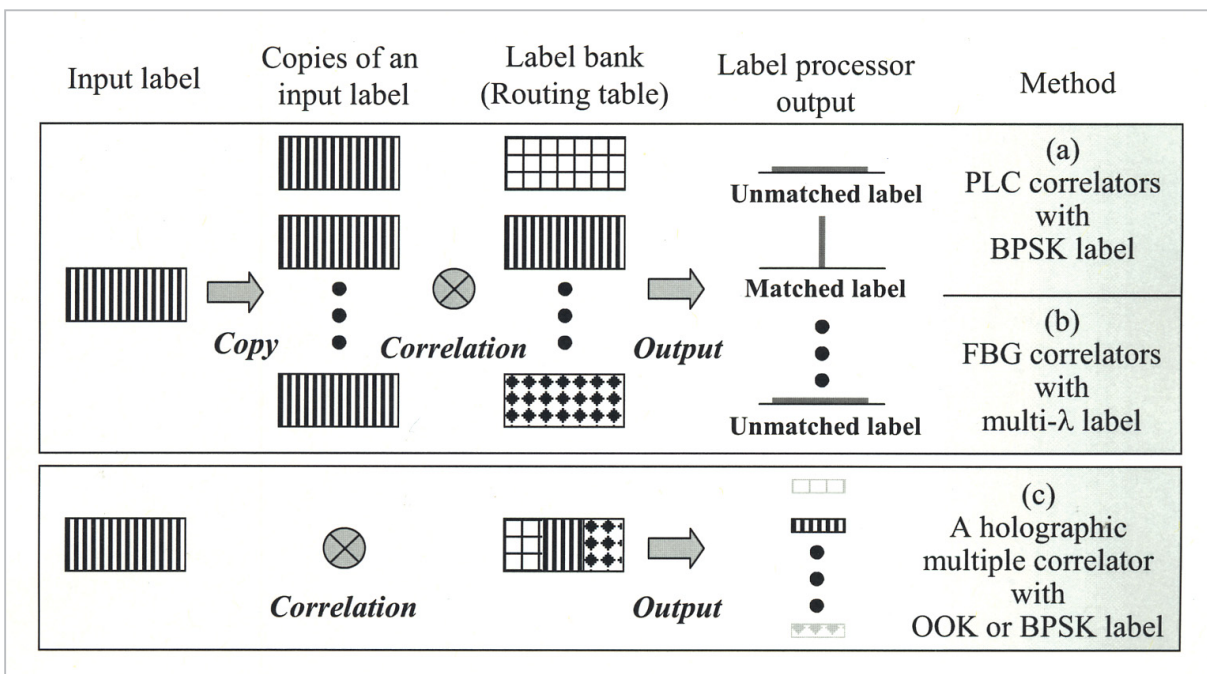 Input label
Copies of an
input label
Label bank
(Routing table)
Label processor
output
Method
Copy
Correlation
Output
Unmatched label
Matched label
Unmatched label
(a)
PLC correlators
with
BPSK label
(b)
FBG correlators
with
multi-λ label
Correlation
Output
(c)
A holographic
multiple correlator
with
OOK or BPSK label